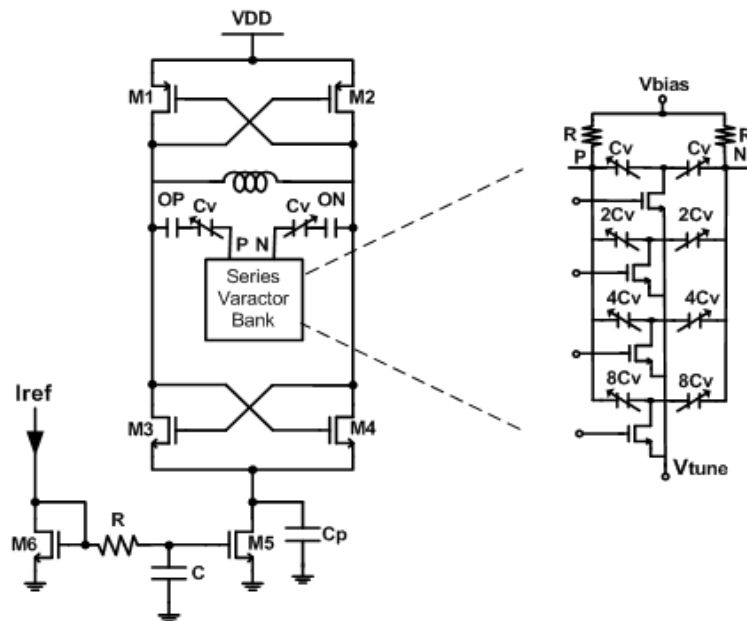 VDD
M1
M2
OP
ON
Cv
Cv
P N
Series
Varactor
Bank
M3
M4
Iref
M6
R
C
M5
Cp
Vbias
R
R
P
Cv
Cv
N
2Cv
2Cv
4Cv
4Cv
8Cv
8Cv
Vtune